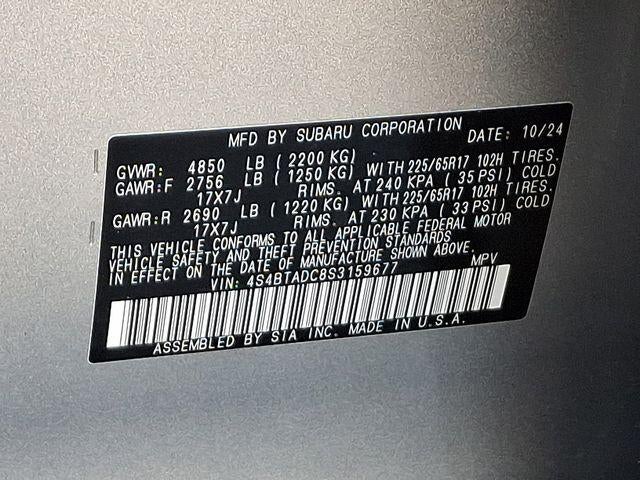 MFD BY SUBARU CORPORATION DATE: 10/24
GVWR: 4850 LB ( 2200 KG)
GAWR:F 2756 LB ( 1250 KG) WITH 225/65R17 102H TIRES.
17X7J RIMS. AT 240 KPA ( 35 PSI) COLD
GAWR:R 2690 LB ( 1220 KG) WITH 225/65R17 102H TIRES.
17X7J RIMS. AT 230 KPA ( 33 PSI) COLD
THIS VEHICLE CONFORMS TO ALL APPLICABLE FEDERAL MOTOR
VEHICLE SAFETY AND THEFT PREVENTION STANDARDS
IN EFFECT ON THE DATE OF MANUFACTURE SHOWN ABOVE.
VIN: 4S4BTADC8S3159677 MPV
ASSEMBLED BY SIA INC. MADE IN U.S.A.